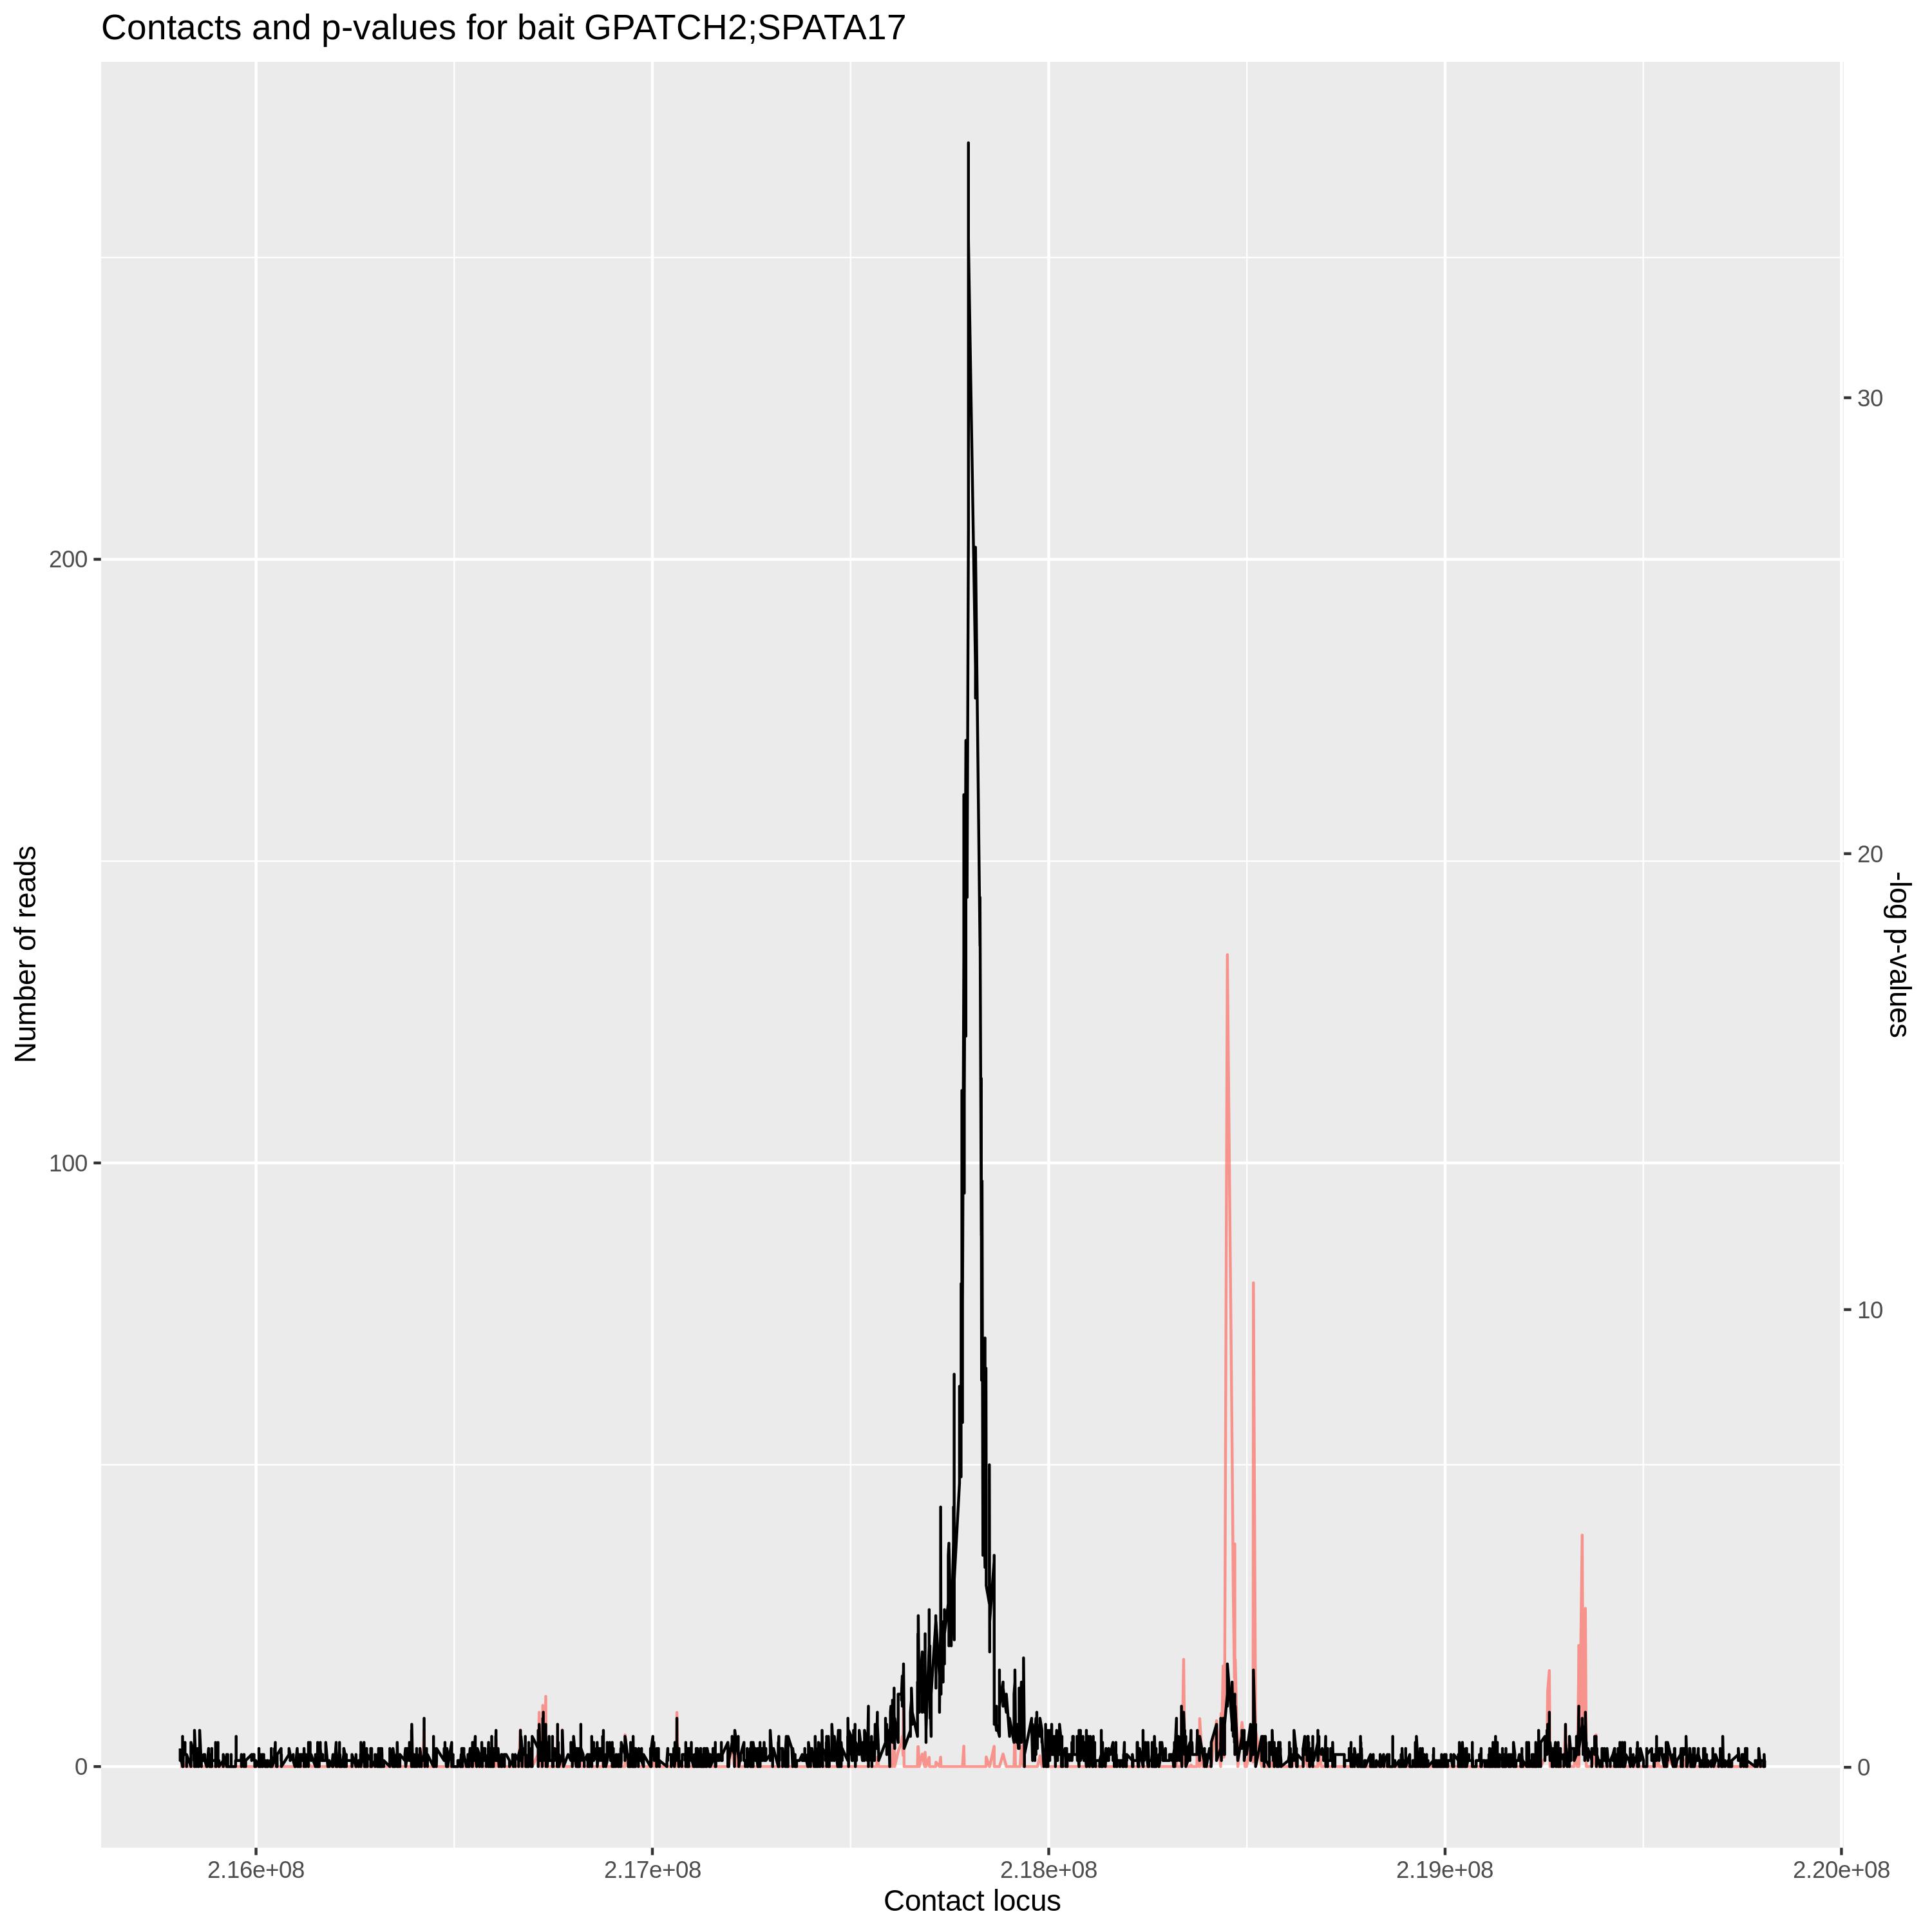 Contacts and p-values for bait GPATCH2;SPATA17
Number of reads
200
100
0
30
20
10
0
-log p-values
2.16e+08
2.17e+08
2.18e+08
2.19e+08
2.20e+08
Contact locus